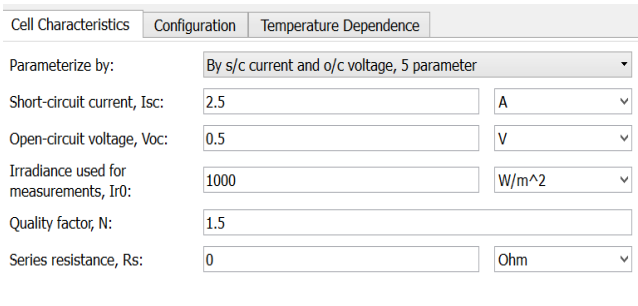 Cell Characteristics Configuration Temperature Dependence
Parameterize by: By s/c current and o/c voltage, 5 parameter
Short-circuit current, Isc: 2.5 A
Open-circuit voltage, Voc: 0.5 V
Irradiance used for
measurements, Ir0: 1000 W/m^2
Quality factor, N: 1.5
Series resistance, Rs: 0 Ohm